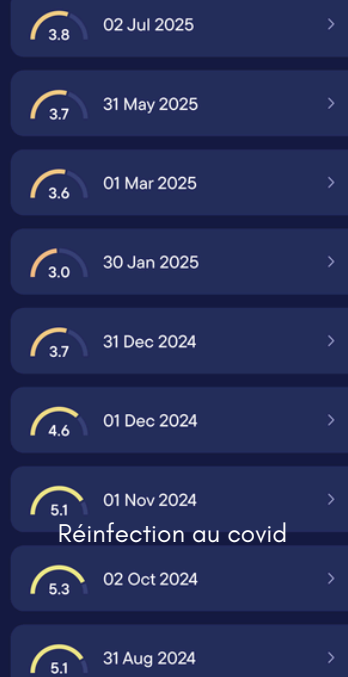 3.8 02 Jul 2025
3.7 31 May 2025
3.6 01 Mar 2025
3.0 30 Jan 2025
3.7 31 Dec 2024
4.6 01 Dec 2024
5.1 01 Nov 2024
Réinfection au covid
5.3 02 Oct 2024
5.1 31 Aug 2024